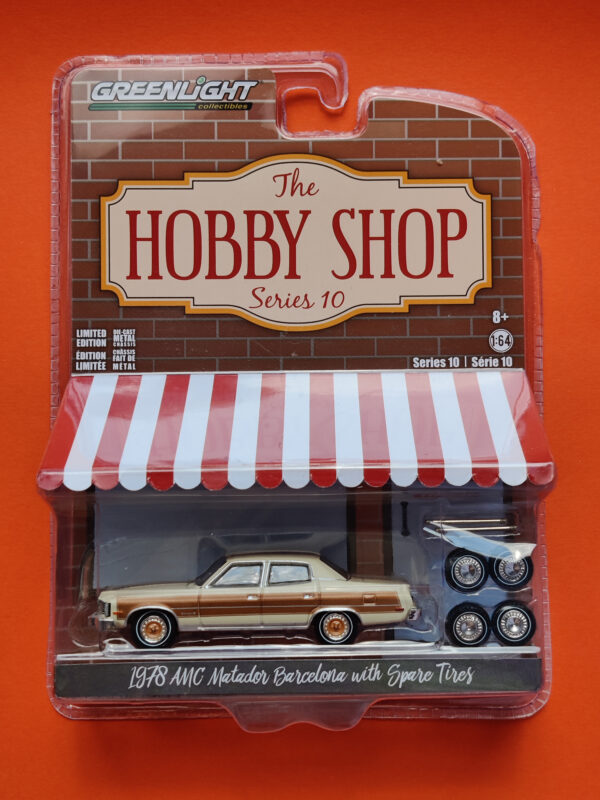 GREENLIGHT
collectibles
The
HOBBY SHOP
Series 10
8+
1:64
LIMITED EDITION
DIE-CAST METAL CHASSIS
ÉDITION LIMITÉE
CHÂSSIS FAIT DE MÉTAL
Series 10 | Série 10
1978 AMC Matador Barcelona with Spare Tires